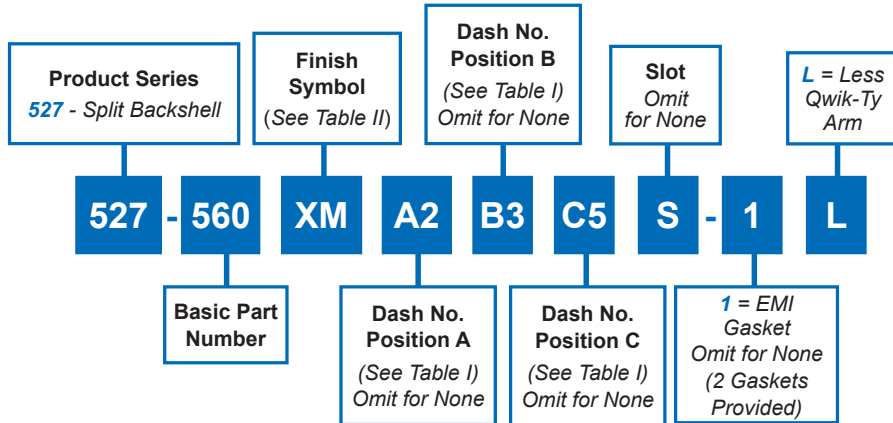 Product Series
527 - Split Backshell
Finish
Symbol
(See Table II)
Dash No.
Position B
(See Table I)
Omit for None
Slot
Omit
for None
L = Less
Qwik-Ty
Arm
527 - 560 XM A2 B3 C5 S - 1 L
Basic Part
Number
Dash No.
Position A
(See Table I)
Omit for None
Dash No.
Position C
(See Table I)
Omit for None
1 = EMI
Gasket
Omit for None
(2 Gaskets
Provided)